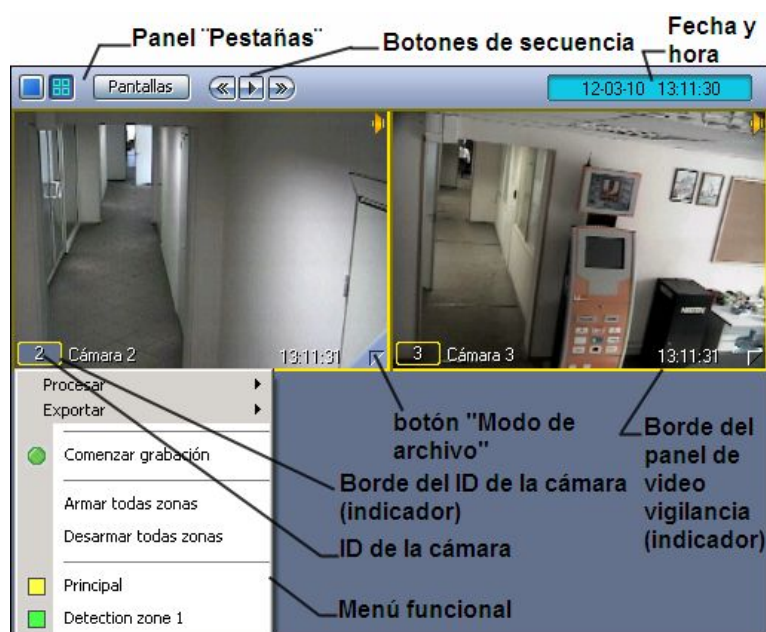 Panel "Pestañas"
Botones de secuencia
Fecha y
hora
Pantallas
12-03-10 13:11:30
2 Cámara 2 13:11:31
3 Cámara 3 13:11:31
Procesar
Exportar
Comenzar grabación
Armar todas zonas
Desarmar todas zonas
Principal
Detection zone 1
botón "Modo de
archivo"
Borde del ID de la cámara
(indicador)
ID de la cámara
Menú funcional
Borde del
panel de
video
vigilancia
(indicador)